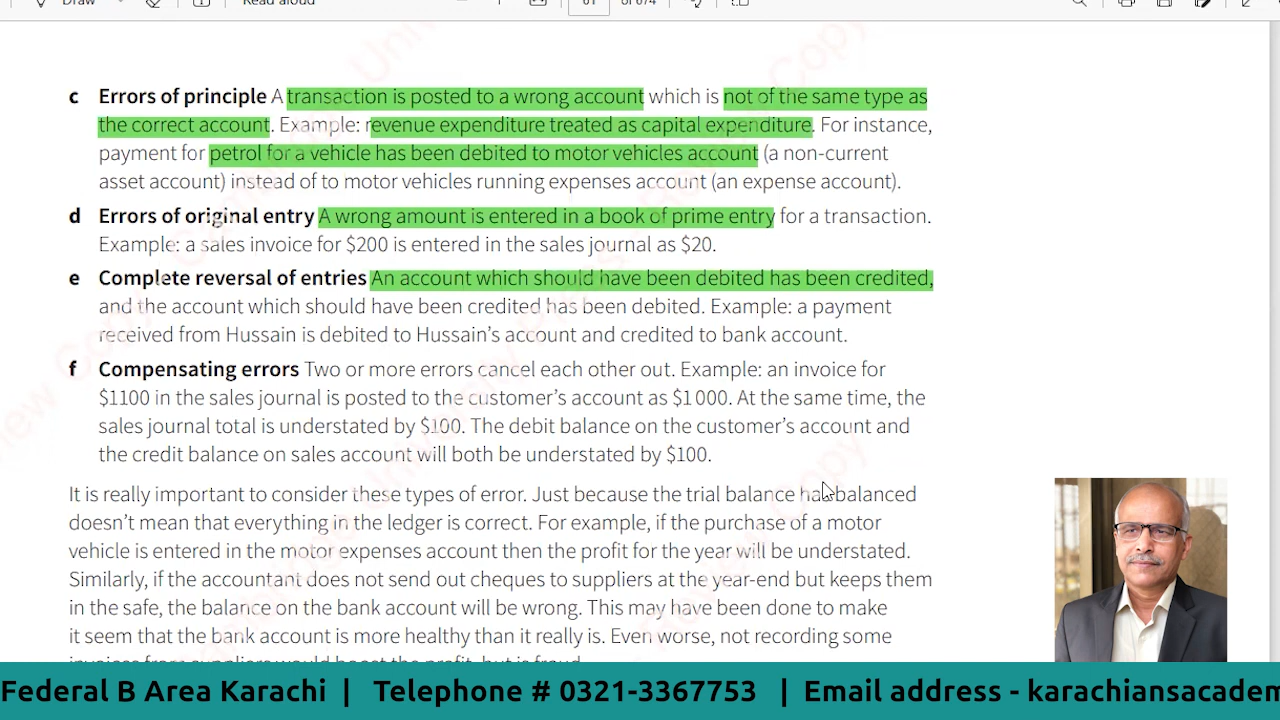 Draw
Read aloud
61
of 674
c Errors of principle A transaction is posted to a wrong account which is not of the same type as
the correct account. Example: revenue expenditure treated as capital expenditure. For instance,
payment for petrol for a vehicle has been debited to motor vehicles account (a non-current
asset account) instead of to motor vehicles running expenses account (an expense account).
d Errors of original entry A wrong amount is entered in a book of prime entry for a transaction.
Example: a sales invoice for $200 is entered in the sales journal as $20.
e Complete reversal of entries An account which should have been debited has been credited,
and the account which should have been credited has been debited. Example: a payment
received from Hussain is debited to Hussain's account and credited to bank account.
f Compensating errors Two or more errors cancel each other out. Example: an invoice for
$1100 in the sales journal is posted to the customer's account as $1 000. At the same time, the
sales journal total is understated by $100. The debit balance on the customer's account and
the credit balance on sales account will both be understated by $100.
It is really important to consider these types of error. Just because the trial balance has balanced
doesn't mean that everything in the ledger is correct. For example, if the purchase of a motor
vehicle is entered in the motor expenses account then the profit for the year will be understated.
Similarly, if the accountant does not send out cheques to suppliers at the year-end but keeps them
in the safe, the balance on the bank account will be wrong. This may have been done to make
it seem that the bank account is more healthy than it really is. Even worse, not recording some
invoices from suppliers would boost the profit, but is fraud.
Federal B Area Karachi | Telephone # 0321-3367753 | Email address - karachiansacadem